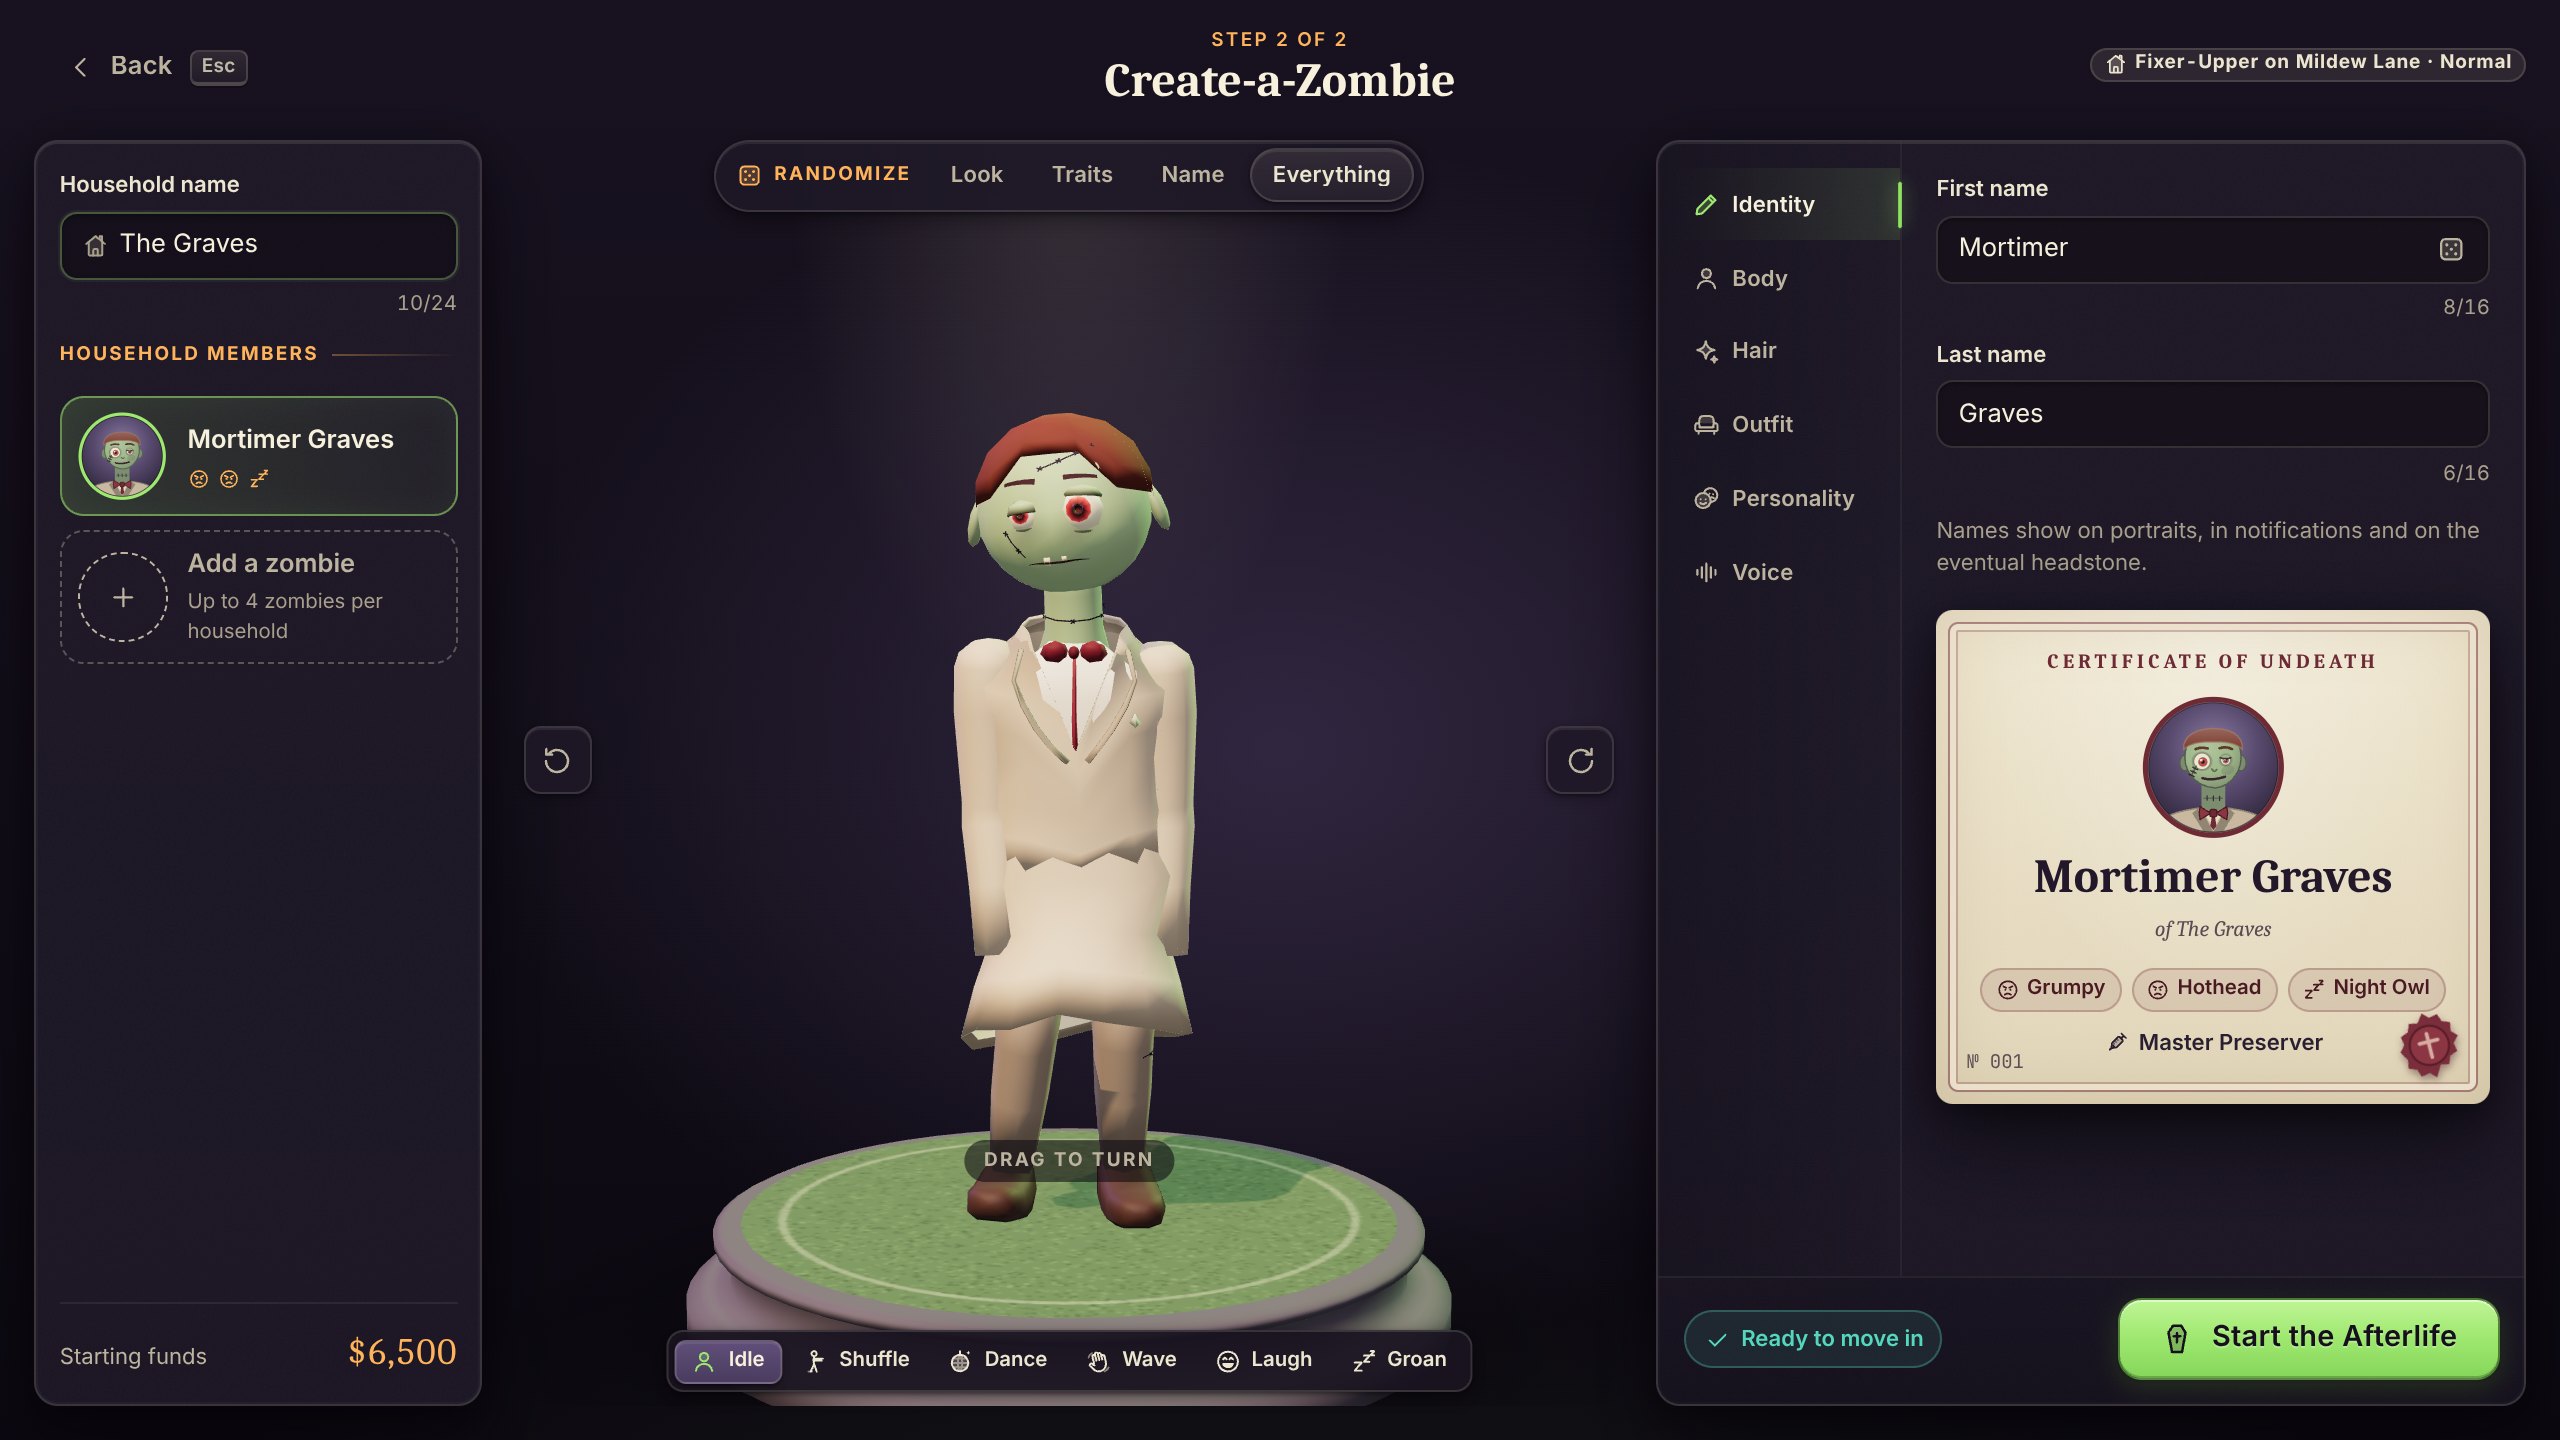 Back
Esc
STEP 2 OF 2
Create-a-Zombie
Fixer-Upper on Mildew Lane · Normal
Household name
The Graves
10/24
HOUSEHOLD MEMBERS
Mortimer Graves
Add a zombie
Up to 4 zombies per
household
Starting funds
$6,500
RANDOMIZE
Look
Traits
Name
Everything
DRAG TO TURN
Idle
Shuffle
Dance
Wave
Laugh
Groan
Identity
Body
Hair
Outfit
Personality
Voice
First name
Mortimer
8/16
Last name
Graves
6/16
Names show on portraits, in notifications and on the
eventual headstone.
CERTIFICATE OF UNDEATH
Mortimer Graves
of The Graves
Grumpy
Hothead
Night Owl
Master Preserver
№ 001
Ready to move in
Start the Afterlife